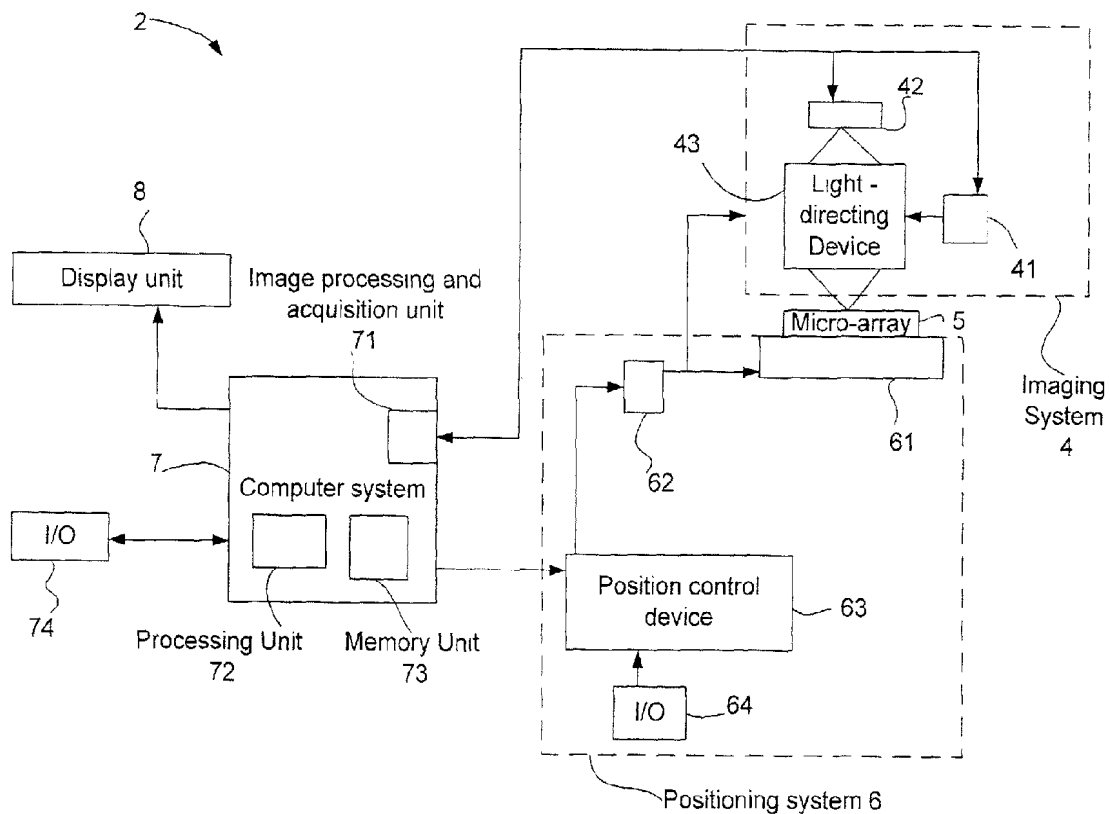 2
42
43
Light -
directing
Device
41
8
Display unit
Image processing and
acquisition unit
71
Micro-array
5
Imaging
System
4
61
62
7
Computer system
I/O
74
Position control
device
63
Processing Unit
72
Memory Unit
73
I/O
64
Positioning system 6